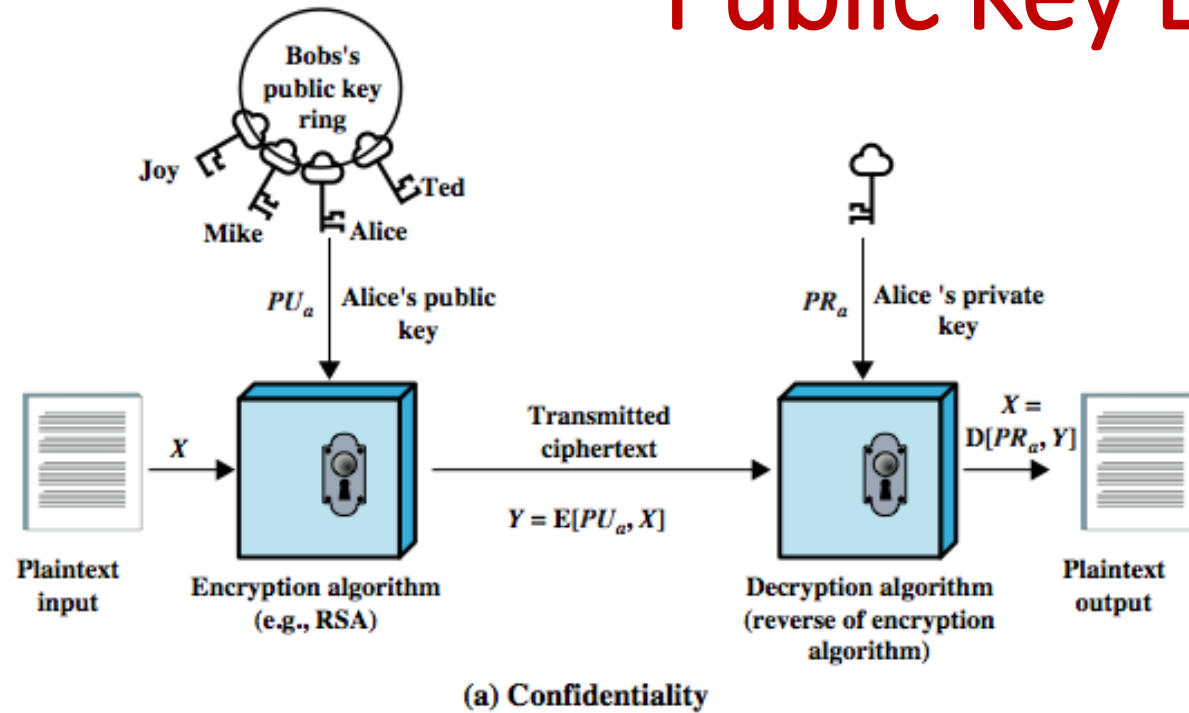 Public Key
Bobs's
public key
ring
Joy
Mike
Alice
Ted
PUa
Alice's public
key
PRa
Alice 's private
key
X
Transmitted
ciphertext
Y = E[PUa, X]
X =
D[PRa, Y]
Plaintext
input
Encryption algorithm
(e.g., RSA)
Decryption algorithm
(reverse of encryption
algorithm)
Plaintext
output
(a) Confidentiality